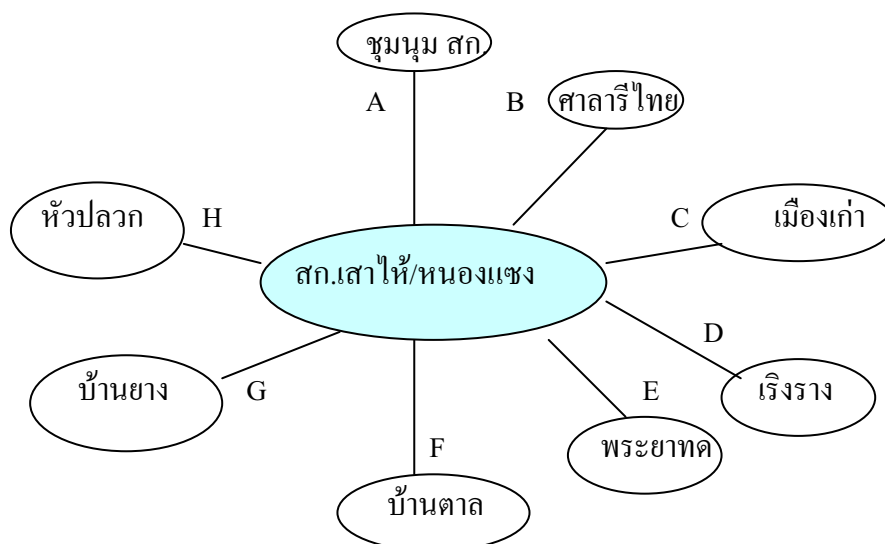 ชุมนุม สก.
A
B
ศาลารีไทย
หัวปลวก
H
C
เมืองเก่า
สก.เสาไห้/หนองแซง
D
บ้านยาง
G
E
เริงราง
F
พระยาทด
บ้านตาล